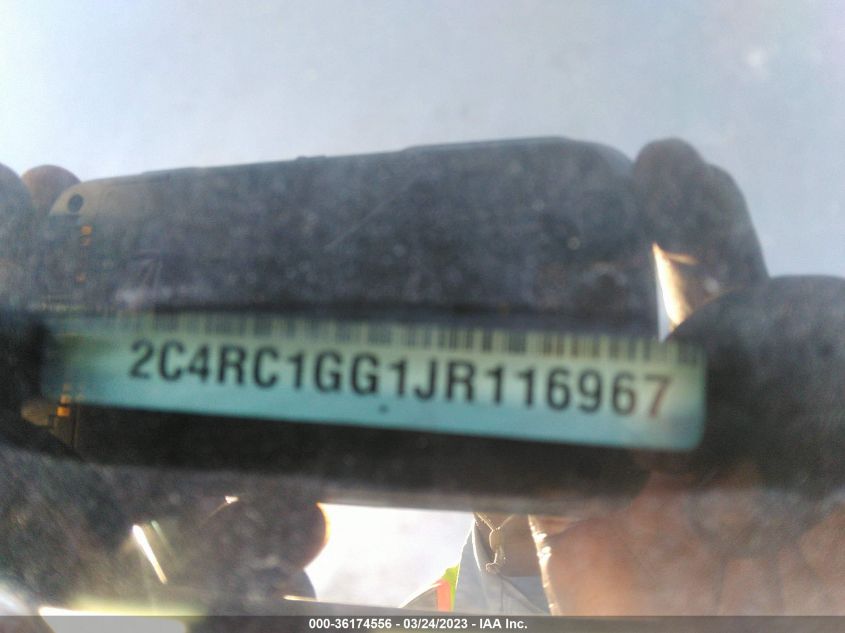 2C4RC1GG1JR116967
000-36174556 - 03/24/2023 - IAA Inc.